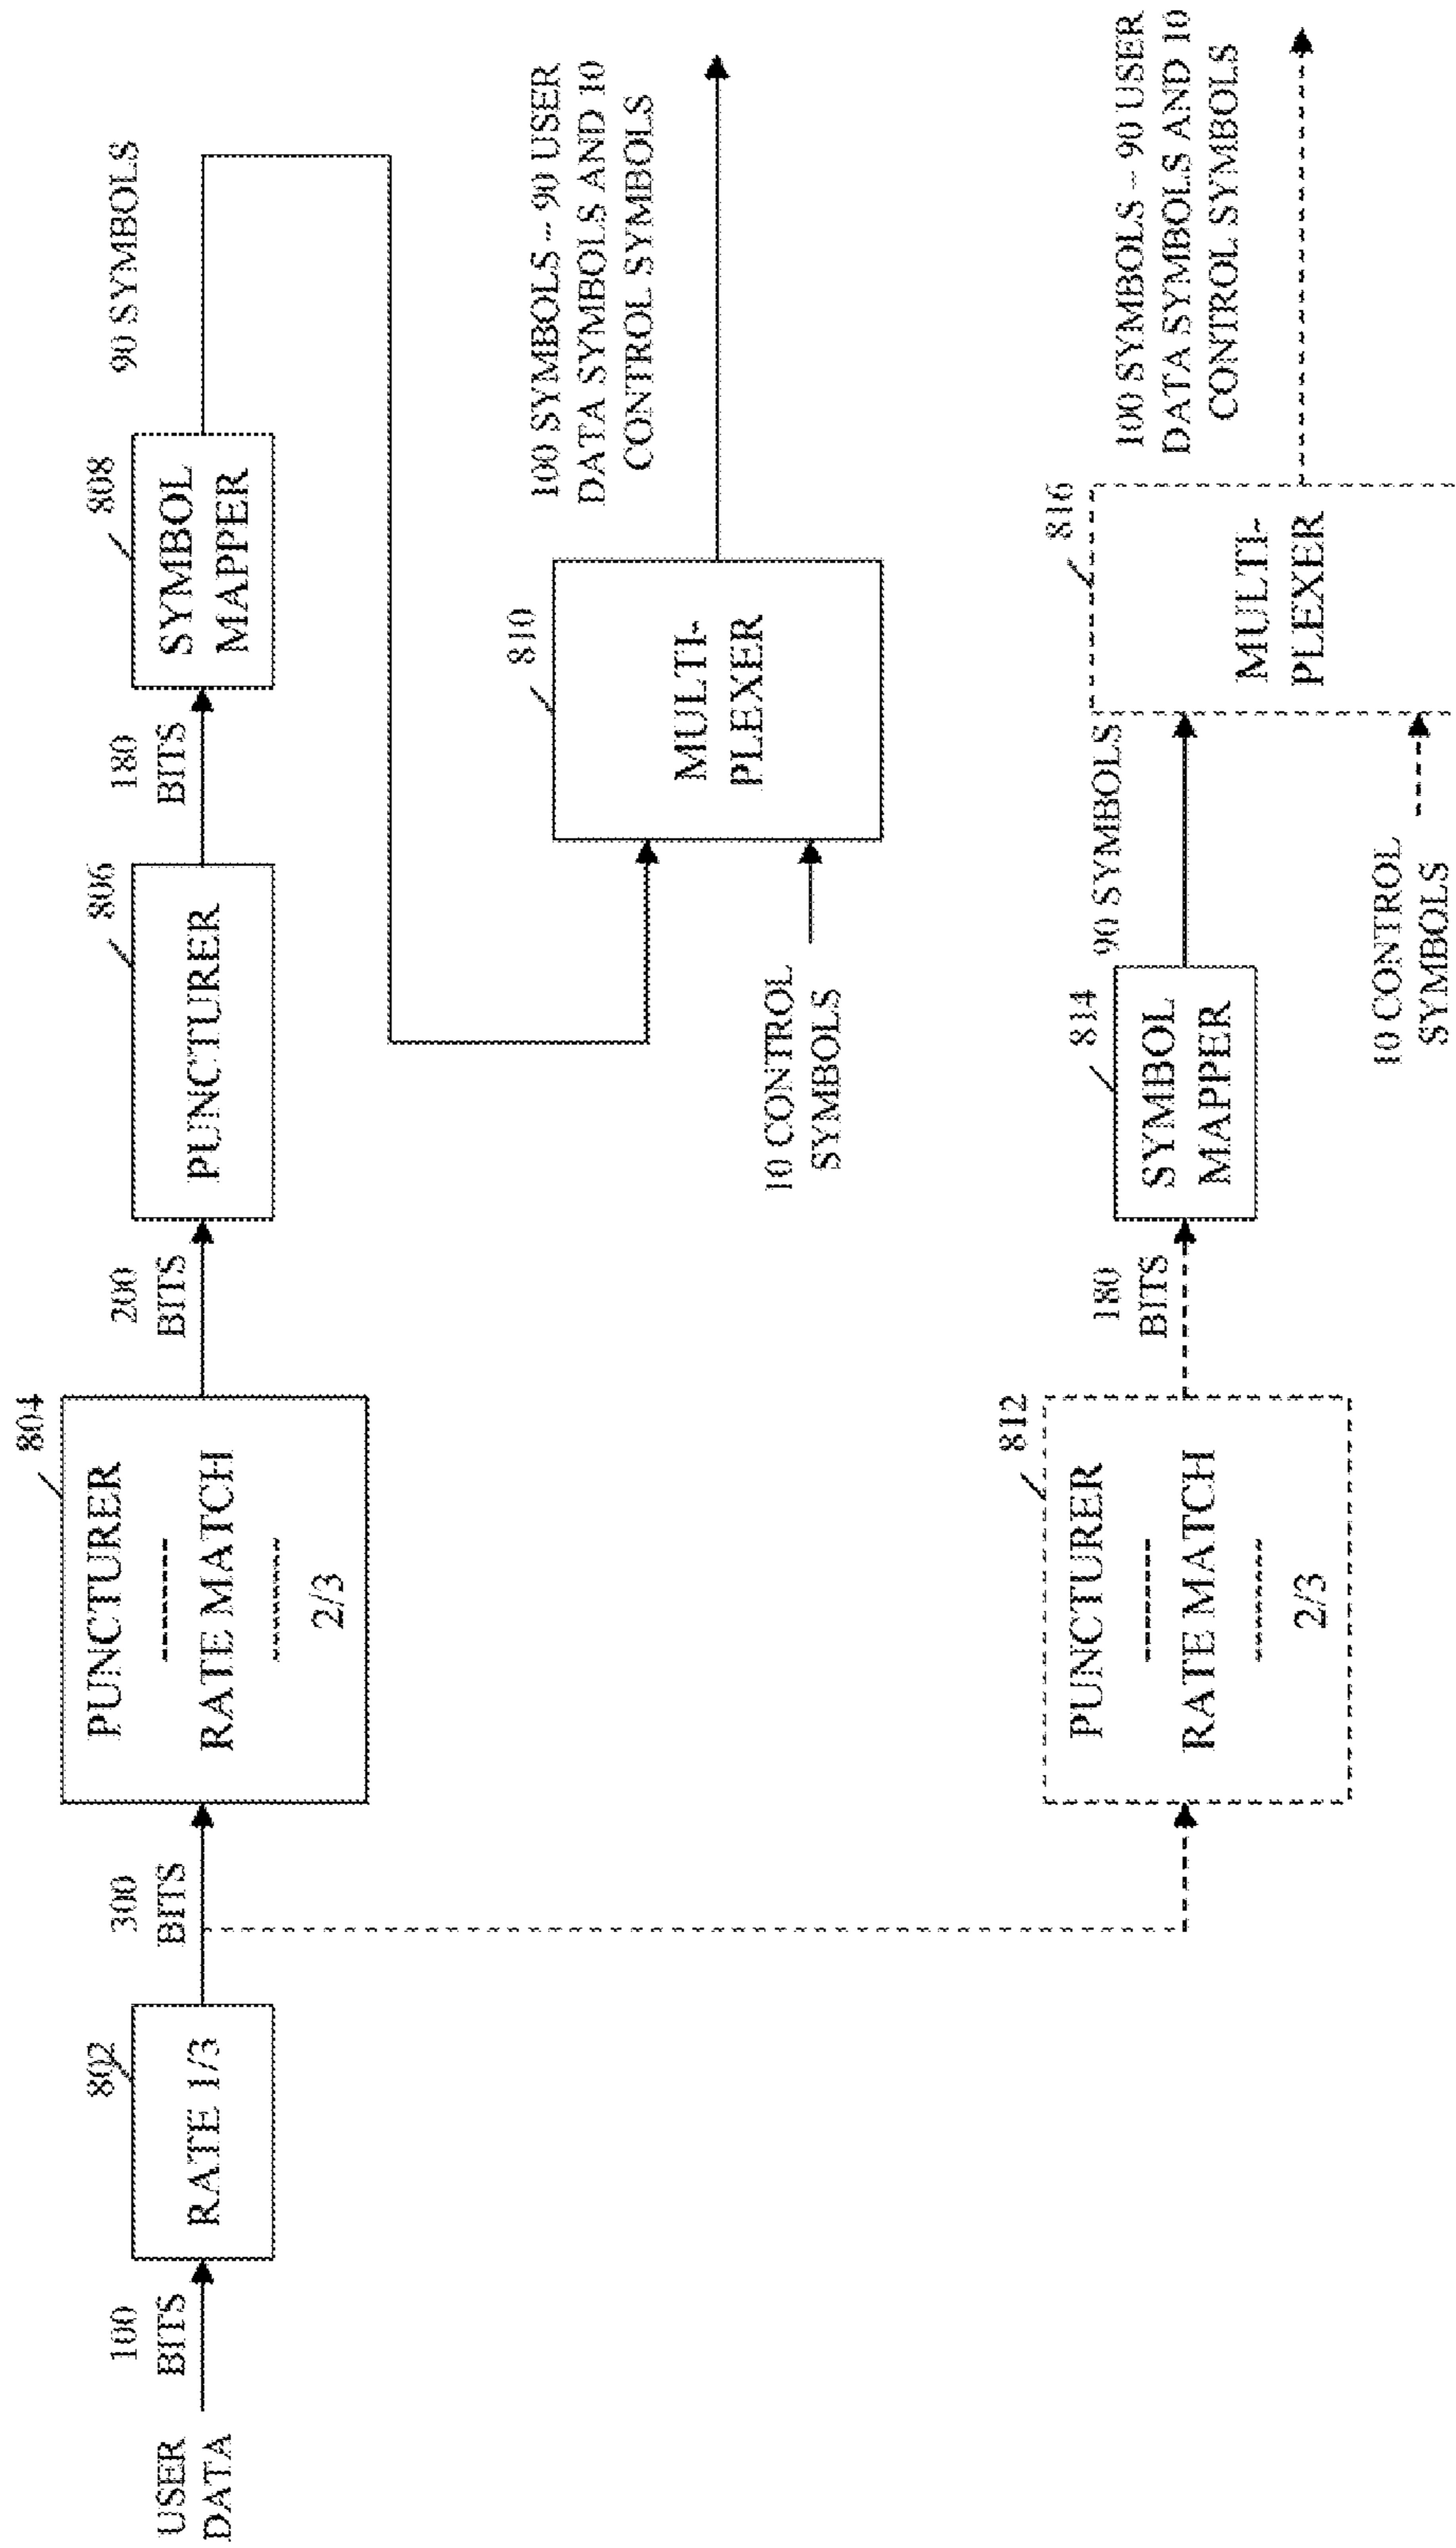 USER
DATA
100
BITS
802
RATE 1/3
300
BITS
804
PUNCTURER
RATE MATCH
2/3
200
BITS
806
PUNCTURER
180
BITS
808
SYMBOL
MAPPER
90 SYMBOLS
10 CONTROL
SYMBOLS
810
MULTI-
PLEXER
100 SYMBOLS -- 90 USER
DATA SYMBOLS AND 10
CONTROL SYMBOLS
812
PUNCTURER
RATE MATCH
2/3
180
BITS
814
SYMBOL
MAPPER
90 SYMBOLS
10 CONTROL
SYMBOLS
816
MULTI-
PLEXER
100 SYMBOLS -- 90 USER
DATA SYMBOLS AND 10
CONTROL SYMBOLS